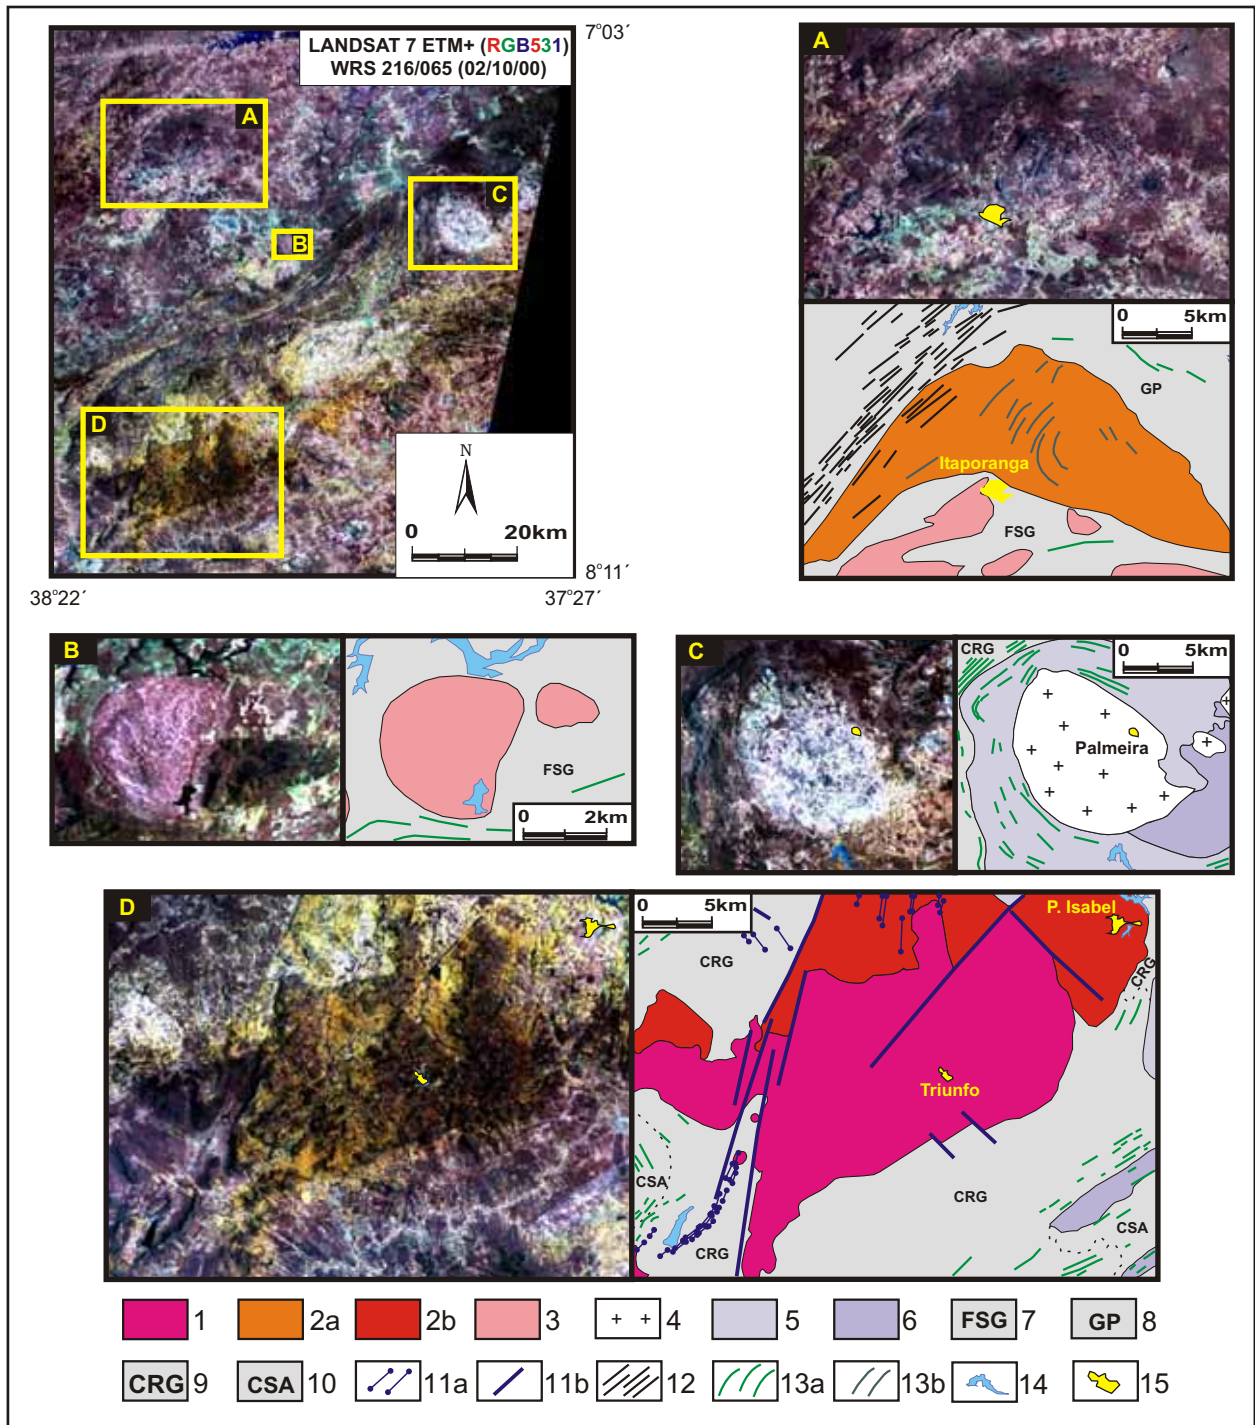 LANDSAT 7 ETM+ (RGB531)
WRS 216/065 (02/10/00)
7°03´
A
B
C
D
N
0 20km
8°11´
38°22´
37°27´
A
0 5km
GP
Itaporanga
FSG
B
FSG
0 2km
C
CRG
0 5km
Palmeira
D
0 5km
P. Isabel
CRG
CRG
Triunfo
CSA
CRG
CRG
CSA
1
2a
2b
3
4
5
6
FSG 7
GP 8
CRG 9
CSA 10
11a
11b
12
13a
13b
14
15